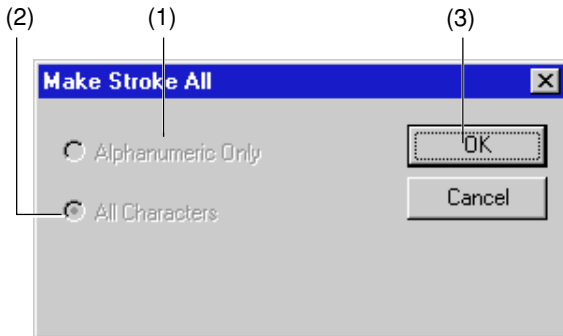 (2) (1) (3)
Make Stroke All
Alphanumeric Only
OK
All Characters
Cancel